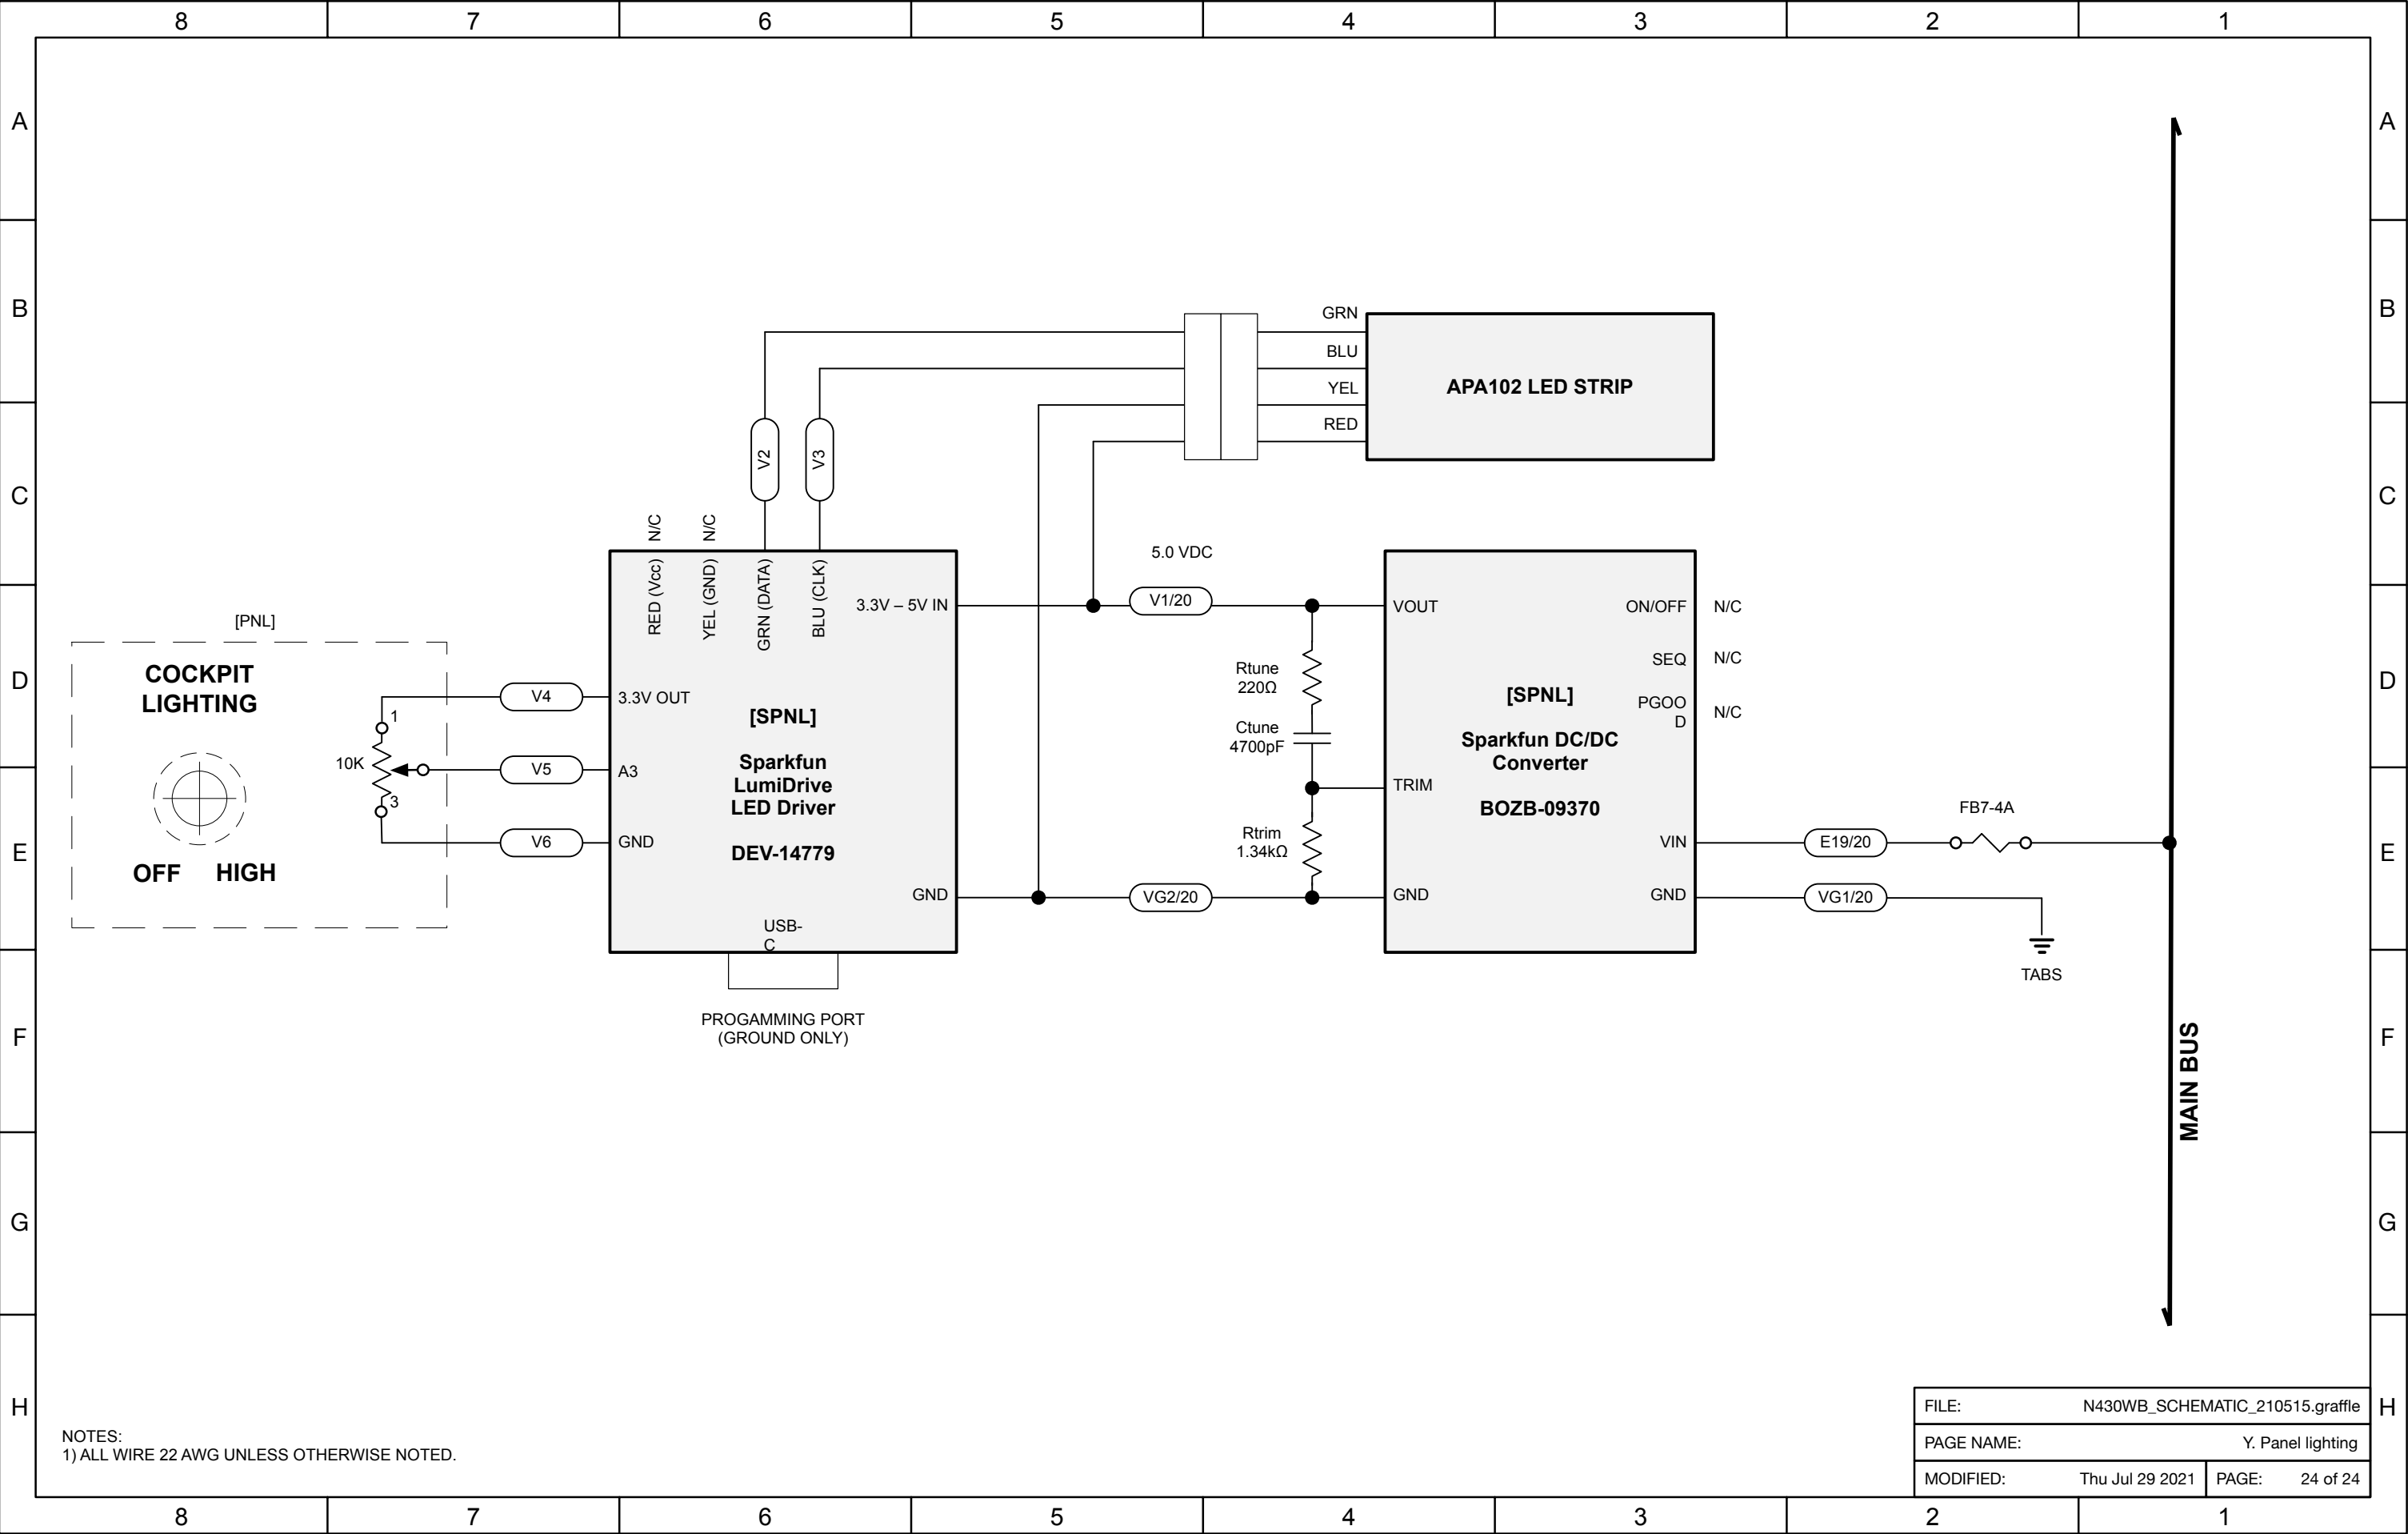 8 7 6 5 4 3 2 1
A A
B B
C C
D D
E E
F F
G G
H H
GRN
BLU
YEL
RED
APA102 LED STRIP
V2
V3
N/C
N/C
RED (Vcc)
YEL (GND)
GRN (DATA)
BLU (CLK)
3.3V – 5V IN
5.0 VDC
V1/20
VOUT
ON/OFF N/C
SEQ N/C
PGOO
D
N/C
[PNL]
COCKPIT
LIGHTING
OFF HIGH
10K
1
3
V4
V5
V6
3.3V OUT
A3
GND
[SPNL]
Sparkfun
LumiDrive
LED Driver
DEV-14779
GND
USB-
C
PROGAMMING PORT
(GROUND ONLY)
Rtune
220Ω
Ctune
4700pF
Rtrim
1.34kΩ
TRIM
VG2/20
GND
[SPNL]
Sparkfun DC/DC
Converter
BOZB-09370
VIN
GND
E19/20
VG1/20
FB7-4A
TABS
MAIN BUS
NOTES:
1) ALL WIRE 22 AWG UNLESS OTHERWISE NOTED.
FILE: N430WB_SCHEMATIC_210515.graffle
PAGE NAME: Y. Panel lighting
MODIFIED: Thu Jul 29 2021 PAGE: 24 of 24
8 7 6 5 4 3 2 1